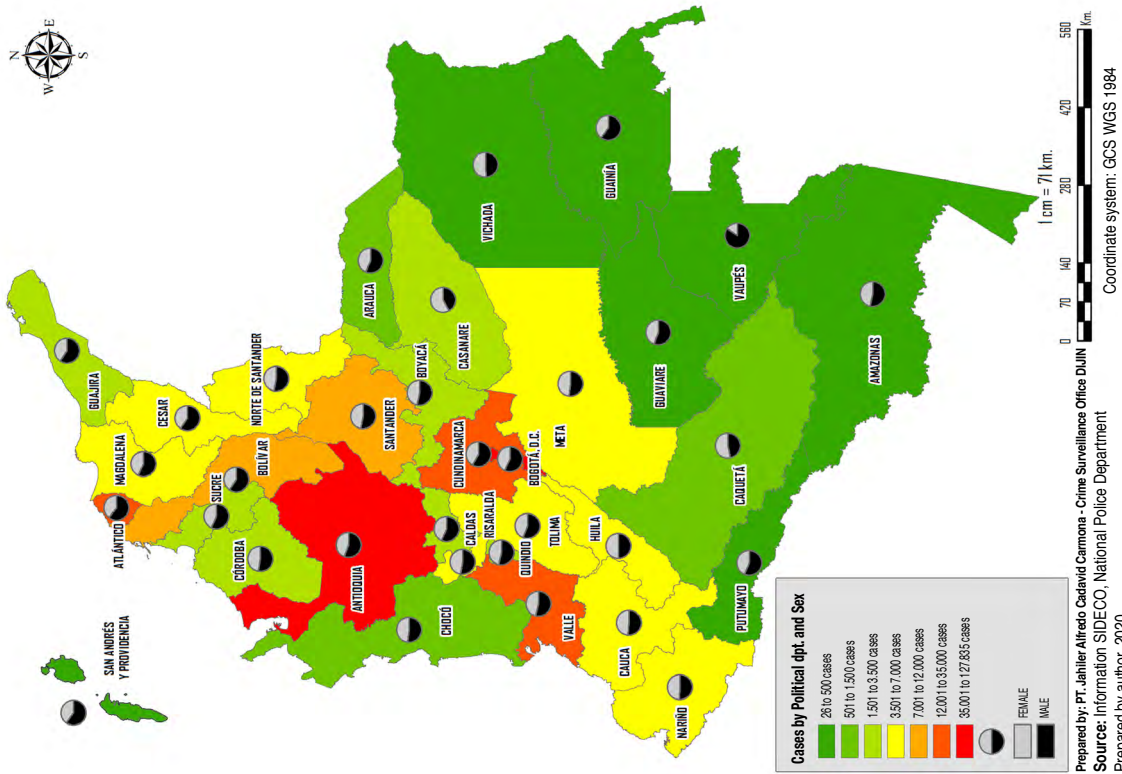 N
W
E
S
SAN ANDRÉS
Y PROVIDENCIA
GUAJIRA
ATLÁNTICO
MAGDALENA
CESAR
NORTE DE SANTANDER
SUCRE
BOLÍVAR
CÓRDOBA
ANTIOQUIA
SANTANDER
ARAUCA
BOYACÁ
CASANARE
CHOCÓ
CALDAS
RISARALDA
QUINDIO
TOLIMA
CUNDINAMARCA
BOGOTÁ, D.C.
META
VICHADA
VALLE
HUILA
CAUCA
NARIÑO
GUAINÍA
GUAVIARE
VAUPÉS
CAQUETÁ
PUTUMAYO
AMAZONAS
Cases by Political dpt. and Sex
26 to 500 cases
501 to 1.500 cases
1.501 to 3.500 cases
3.501 to 7.000 cases
7.001 to 12.000 cases
12.001 to 35.000 cases
35.001 to 127.835 cases
FEMALE
MALE
1 cm = 71 km.
0 70 140 280 420 560
Km.
Coordinate system: GCS WGS 1984
Prepared by: PT. Jahiler Alfredo Cadavid Carmona - Crime Surveillance Office DIJIN
Source: Information SIDECO, National Police Department
Prepared by author, 2020